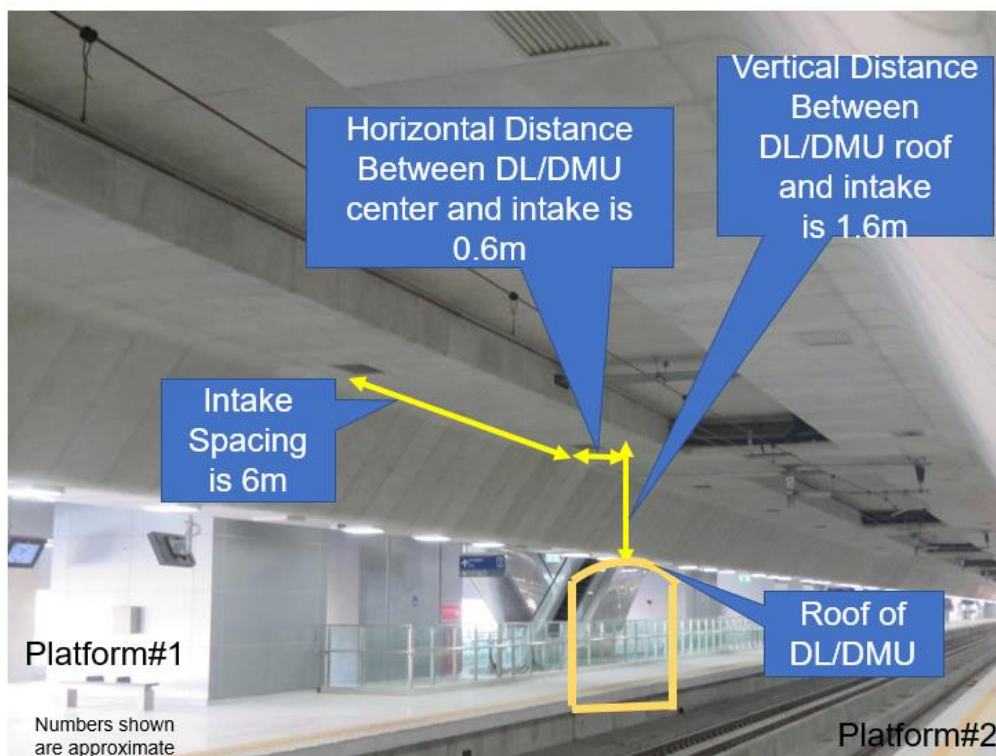 Vertical Distance
Between
DL/DMU roof
and intake
is 1.6m
Horizontal Distance
Between DL/DMU
center and intake is
0.6m
Intake
Spacing
is 6m
Roof of
DL/DMU
Platform#1
Numbers shown
are approximate
Platform#2